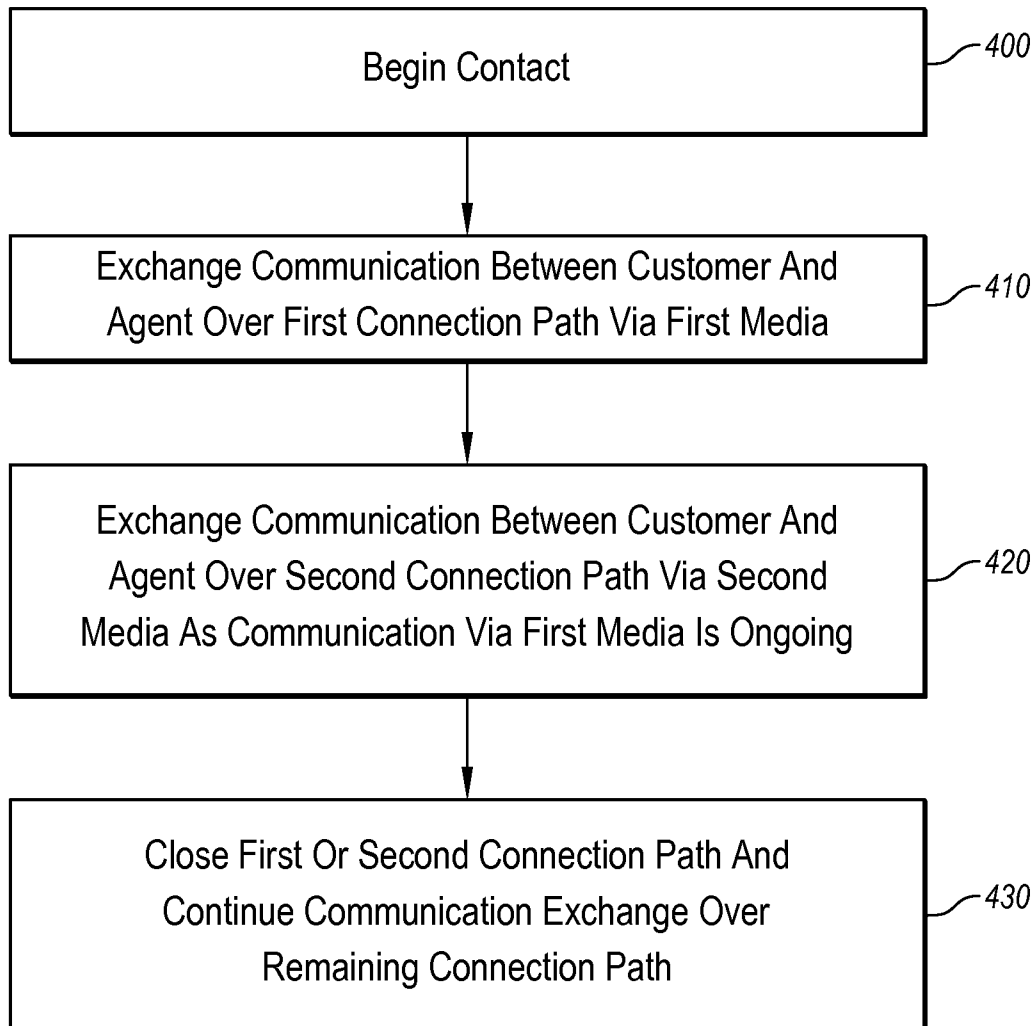 Begin Contact
400
Exchange Communication Between Customer And
Agent Over First Connection Path Via First Media
410
Exchange Communication Between Customer And
Agent Over Second Connection Path Via Second
Media As Communication Via First Media Is Ongoing
420
Close First Or Second Connection Path And
Continue Communication Exchange Over
Remaining Connection Path
430